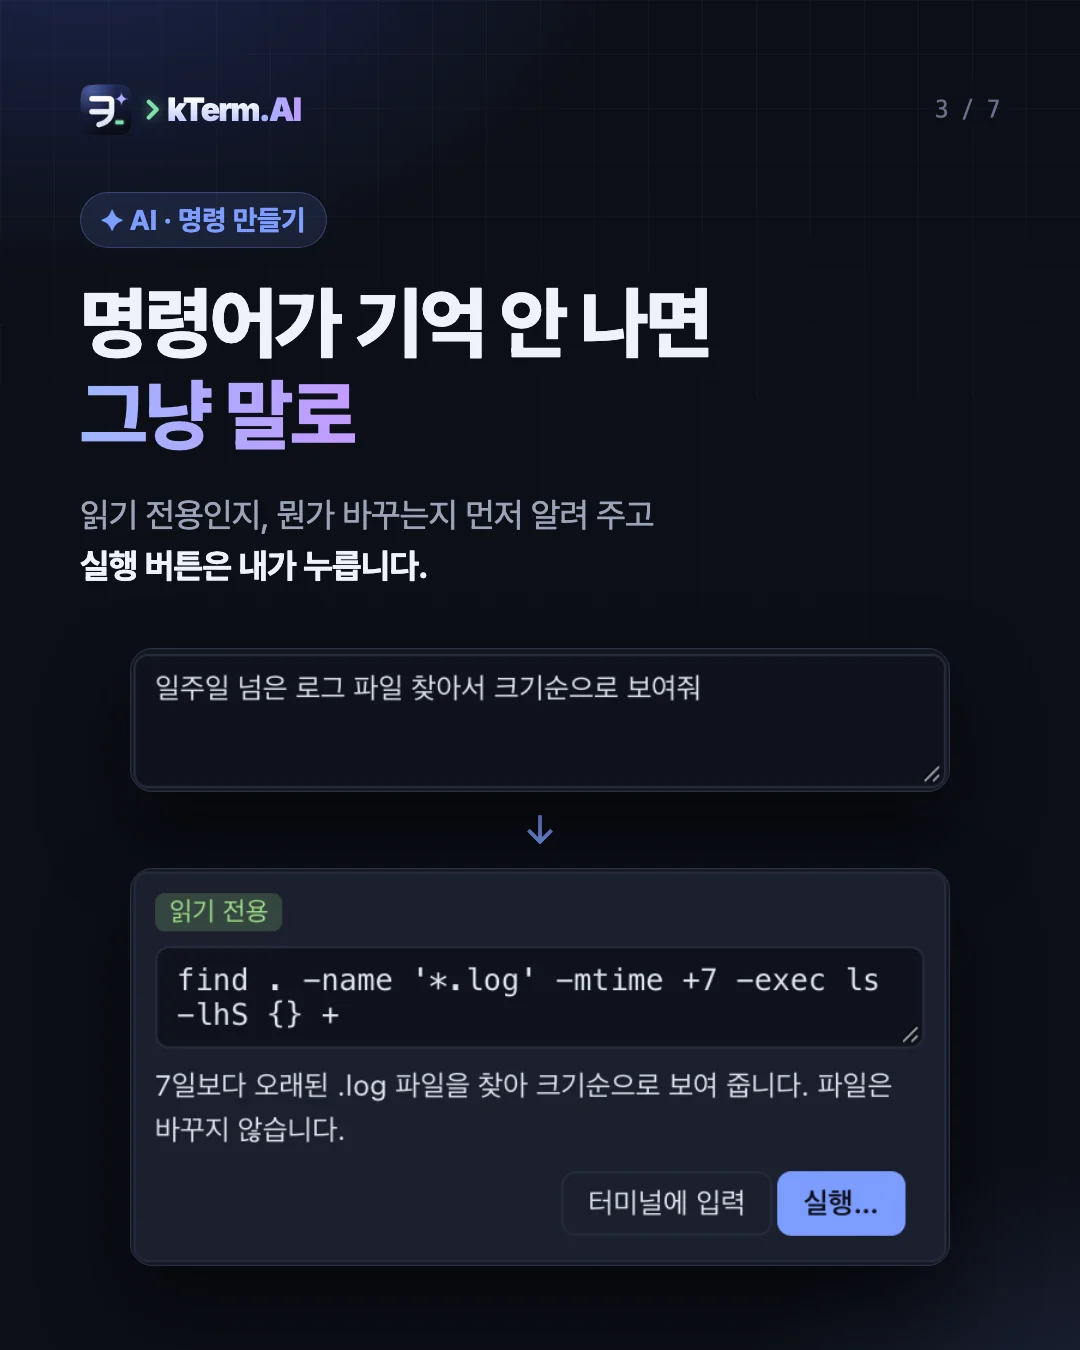 kTerm.AI
3 / 7
AI · 명령 만들기
명령어가 기억 안 나면
그냥 말로
읽기 전용인지, 뭔가 바꾸는지 먼저 알려 주고
실행 버튼은 내가 누릅니다.
일주일 넘은 로그 파일 찾아서 크기순으로 보여줘
읽기 전용
find . -name '*.log' -mtime +7 -exec ls
-lhS {} +
7일보다 오래된 .log 파일을 찾아 크기순으로 보여 줍니다. 파일은
바꾸지 않습니다.
터미널에 입력
실행...